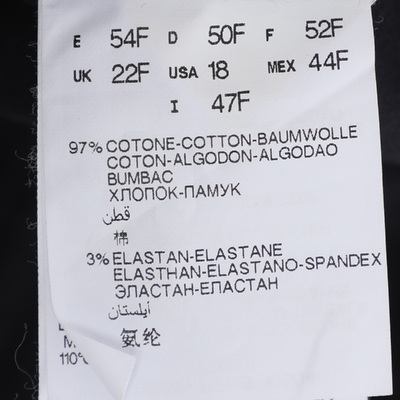 E 54F D 50F F 52F
UK 22F USA 18 MEX 44F
I 47F
97% COTONE-COTTON-BAUMWOLLE
COTON-ALGODON-ALGODAO
BUMBAC
ХЛОПОК-ПАМУК
قطن
棉
3% ELASTAN-ELASTANE
ELASTHAN-ELASTANO-SPANDEX
ЭЛАСТАН-ЕЛАСТАН
أيلستان
氨纶
M
110%